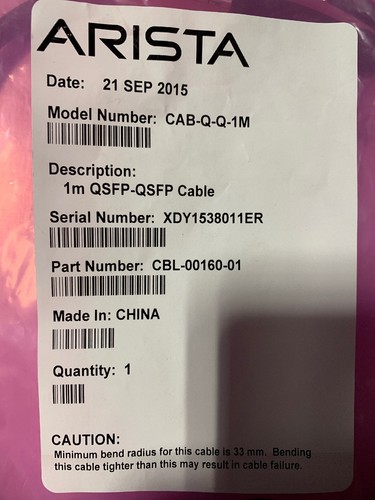 ARISTA
Date: 21 SEP 2015
Model Number: CAB-Q-Q-1M
Description:
1m QSFP-QSFP Cable
Serial Number: XDY1538011ER
Part Number: CBL-00160-01
Made In: CHINA
Quantity: 1
CAUTION:
Minimum bend radius for this cable is 33 mm. Bending
this cable tighter than this may result in cable failure.